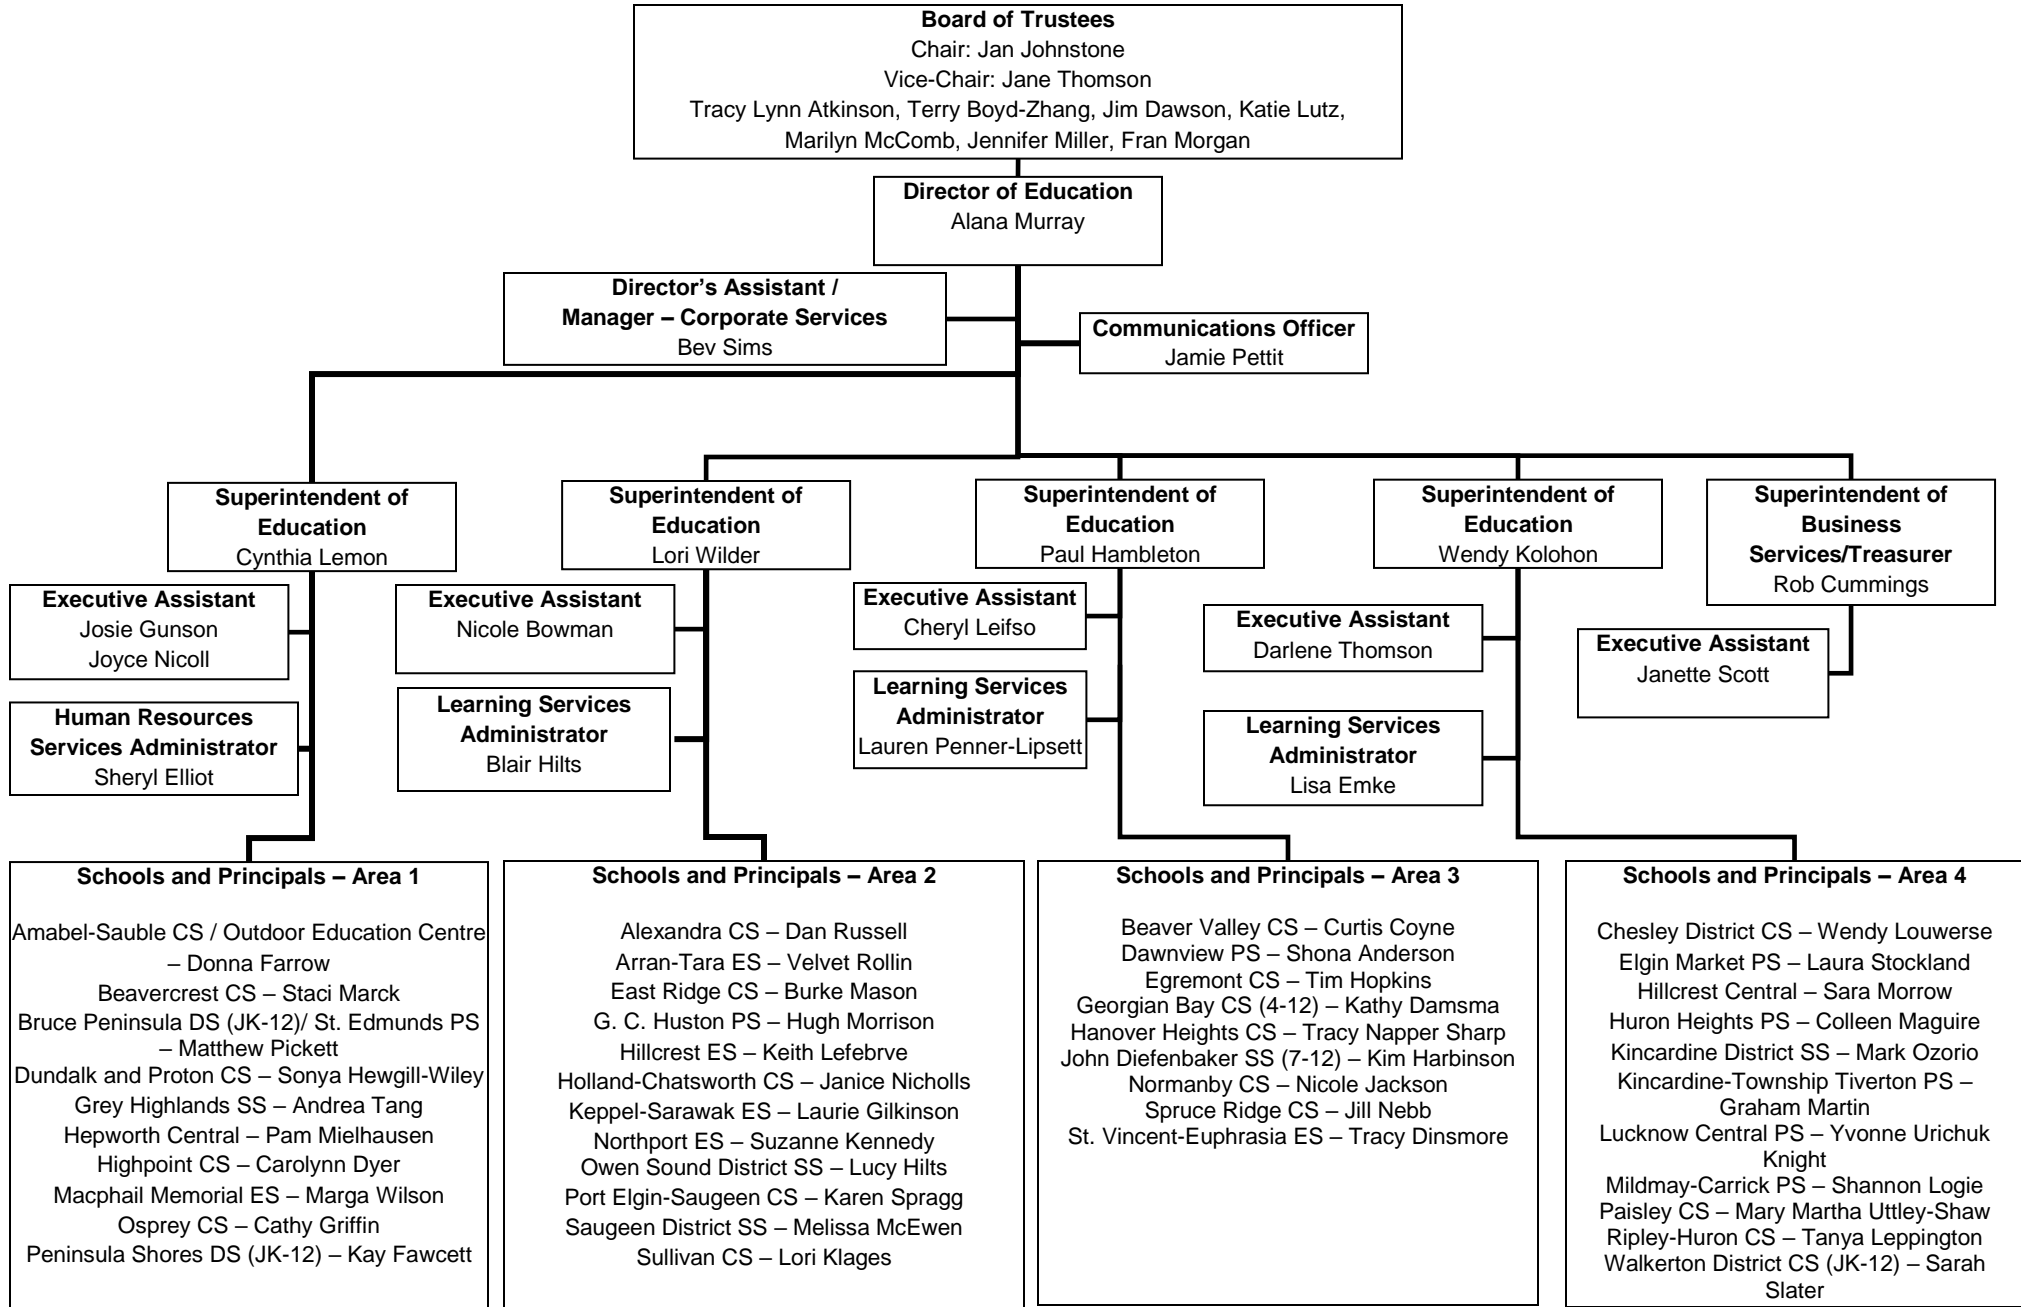 Board of Trustees
Chair: Jan Johnstone
Vice-Chair: Jane Thomson
Tracy Lynn Atkinson, Terry Boyd-Zhang, Jim Dawson, Katie Lutz,
Marilyn McComb, Jennifer Miller, Fran Morgan
Director of Education
Alana Murray
Director’s Assistant /
Manager – Corporate Services
Bev Sims
Communications Officer
Jamie Pettit
Superintendent of
Education
Cynthia Lemon
Superintendent of
Education
Lori Wilder
Superintendent of
Education
Paul Hambleton
Superintendent of
Education
Wendy Kolohon
Superintendent of
Business
Services/Treasurer
Rob Cummings
Executive Assistant
Josie Gunson
Joyce Nicoll
Executive Assistant
Nicole Bowman
Executive Assistant
Cheryl Leifso
Executive Assistant
Darlene Thomson
Executive Assistant
Janette Scott
Human Resources
Services Administrator
Sheryl Elliot
Learning Services
Administrator
Blair Hilts
Learning Services
Administrator
Lauren Penner-Lipsett
Learning Services
Administrator
Lisa Emke
Schools and Principals – Area 1
Amabel-Sauble CS / Outdoor Education Centre
– Donna Farrow
Beavercrest CS – Staci Marck
Bruce Peninsula DS (JK-12)/ St. Edmunds PS
– Matthew Pickett
Dundalk and Proton CS – Sonya Hewgill-Wiley
Grey Highlands SS – Andrea Tang
Hepworth Central – Pam Mielhausen
Highpoint CS – Carolynn Dyer
Macphail Memorial ES – Marga Wilson
Osprey CS – Cathy Griffin
Peninsula Shores DS (JK-12) – Kay Fawcett
Schools and Principals – Area 2
Alexandra CS – Dan Russell
Arran-Tara ES – Velvet Rollin
East Ridge CS – Burke Mason
G. C. Huston PS – Hugh Morrison
Hillcrest ES – Keith Lefebrve
Holland-Chatsworth CS – Janice Nicholls
Keppel-Sarawak ES – Laurie Gilkinson
Northport ES – Suzanne Kennedy
Owen Sound District SS – Lucy Hilts
Port Elgin-Saugeen CS – Karen Spragg
Saugeen District SS – Melissa McEwen
Sullivan CS – Lori Klages
Schools and Principals – Area 3
Beaver Valley CS – Curtis Coyne
Dawnview PS – Shona Anderson
Egremont CS – Tim Hopkins
Georgian Bay CS (4-12) – Kathy Damsma
Hanover Heights CS – Tracy Napper Sharp
John Diefenbaker SS (7-12) – Kim Harbinson
Normanby CS – Nicole Jackson
Spruce Ridge CS – Jill Nebb
St. Vincent-Euphrasia ES – Tracy Dinsmore
Schools and Principals – Area 4
Chesley District CS – Wendy Louwerse
Elgin Market PS – Laura Stockland
Hillcrest Central – Sara Morrow
Huron Heights PS – Colleen Maguire
Kincardine District SS – Mark Ozorio
Kincardine-Township Tiverton PS –
Graham Martin
Lucknow Central PS – Yvonne Urichuk
Knight
Mildmay-Carrick PS – Shannon Logie
Paisley CS – Mary Martha Uttley-Shaw
Ripley-Huron CS – Tanya Leppington
Walkerton District CS (JK-12) – Sarah
Slater